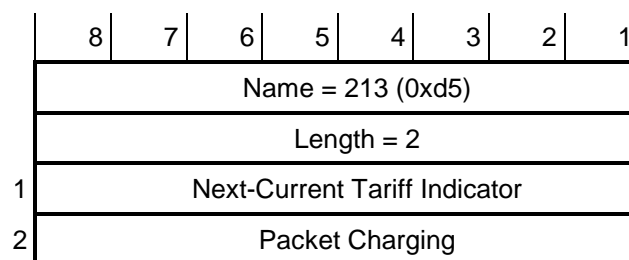 8 7 6 5 4 3 2 1
Name = 213 (0xd5)
Length = 2
1 Next-Current Tariff Indicator
2 Packet Charging